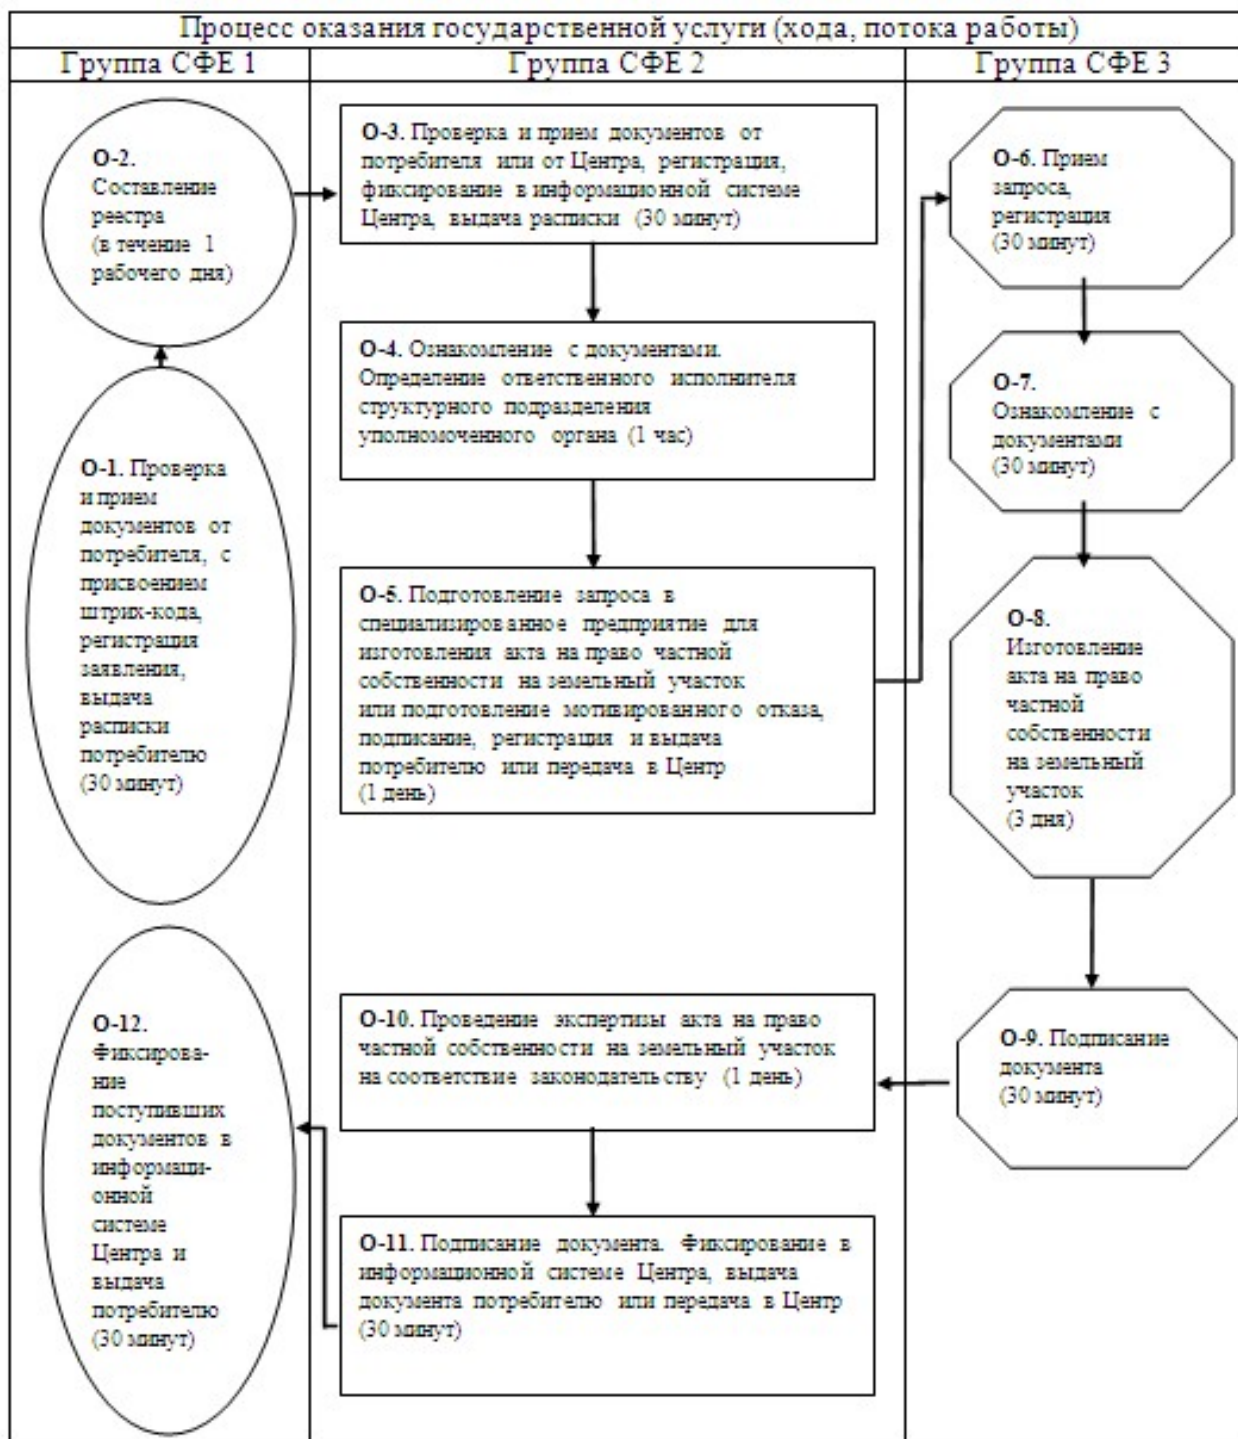 Процесс оказания государственной услуги (хода, потока работы)
Группа СФЕ 1
Группа СФЕ 2
Группа СФЕ 3
О-2.
Составление
реестра
(в течение 1
рабочего дня)
О-1. Проверка
и прием
документов от
потребителя, с
присвоением
штрих-кода,
регистрация
заявления,
выдача
расписки
потребителю
(30 минут)
О-3. Проверка и прием документов от
потребителя или от Центра, регистрация,
фиксирование в информационной системе
Центра, выдача расписки (30 минут)
О-4. Ознакомление с документами.
Определение ответственного исполнителя
структурного подразделения
уполномоченного органа (1 час)
О-5. Подготовление запроса в
специализированное предприятие для
изготовления акта на право частной
собственности на земельный участок
или подготовление мотивированного отказа,
подписание, регистрация и выдача
потребителю или передача в Центр
(1 день)
О-6. Прием
запроса,
регистрация
(30 минут)
О-7.
Ознакомление с
документами
(30 минут)
О-8.
Изготовление
акта на право
частной
собственности
на земельный
участок
(3 дня)
О-9. Подписание
документа
(30 минут)
О-10. Проведение экспертизы акта на право
частной собственности на земельный участок
на соответствие законодательству (1 день)
О-11. Подписание документа. Фиксирование в
информационной системе Центра, выдача
документа потребителю или передача в Центр
(30 минут)
О-12.
Фиксирова-
ние
поступивших
документов в
информаци-
онной
системе
Центра и
выдача
потребителю
(30 минут)